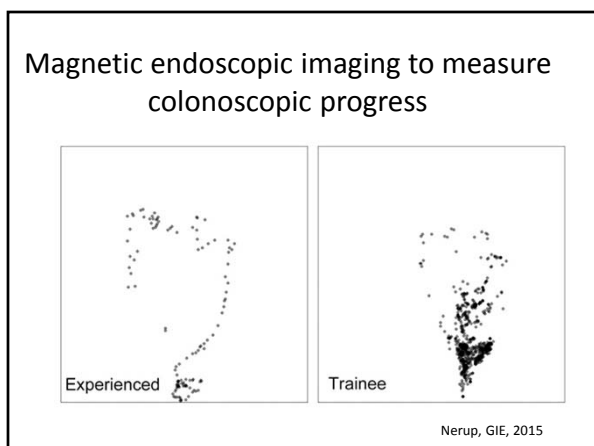 Magnetic endoscopic imaging to measure
colonoscopic progress
Experienced
Trainee
Nerup, GIE, 2015